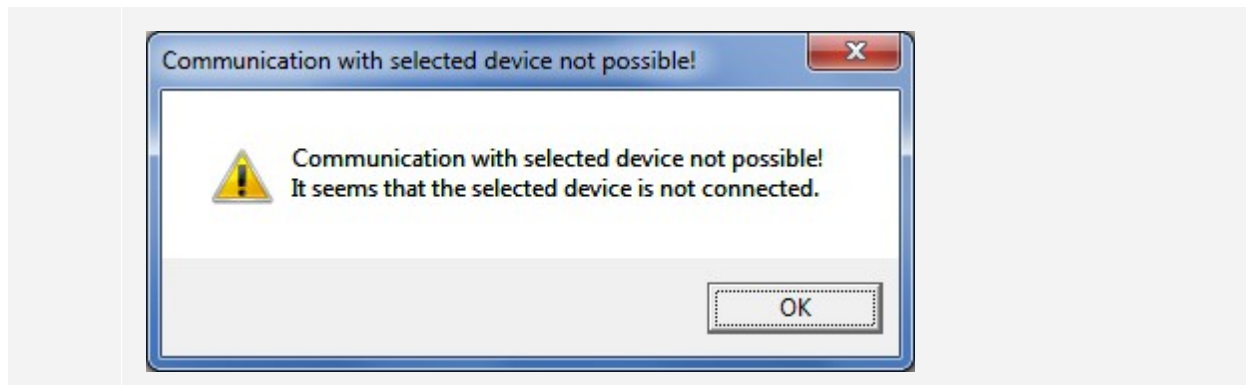 Communication with selected device not possible!
Communication with selected device not possible!
It seems that the selected device is not connected.
OK